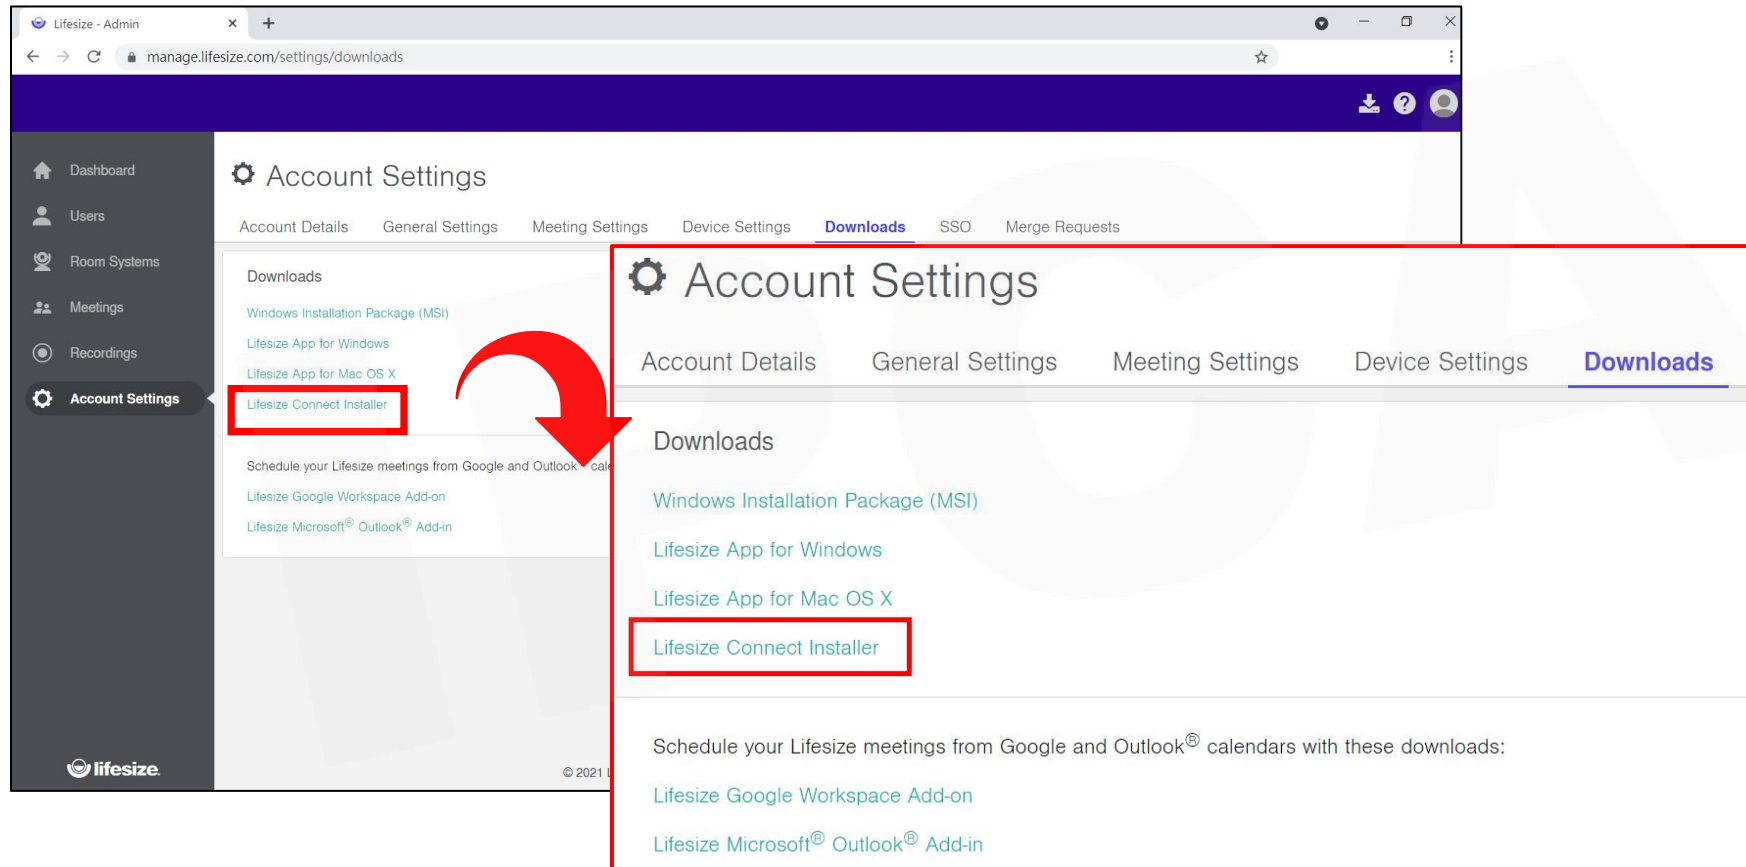 Lifesize - Admin
manage.lifesize.com/settings/downloads
Dashboard
Users
Room Systems
Meetings
Recordings
Account Settings
lifesize.
Account Settings
Account Details General Settings Meeting Settings Device Settings Downloads SSO Merge Requests
Downloads
Windows Installation Package (MSI)
Lifesize App for Windows
Lifesize App for Mac OS X
Lifesize Connect Installer
Schedule your Lifesize meetings from Google and Outlook
Lifesize Google Workspace Add-on
Lifesize Microsoft® Outlook® Add-in
© 2021
Account Settings
Account Details General Settings Meeting Settings Device Settings Downloads
Downloads
Windows Installation Package (MSI)
Lifesize App for Windows
Lifesize App for Mac OS X
Lifesize Connect Installer
Schedule your Lifesize meetings from Google and Outlook® calendars with these downloads:
Lifesize Google Workspace Add-on
Lifesize Microsoft® Outlook® Add-in
IPCA